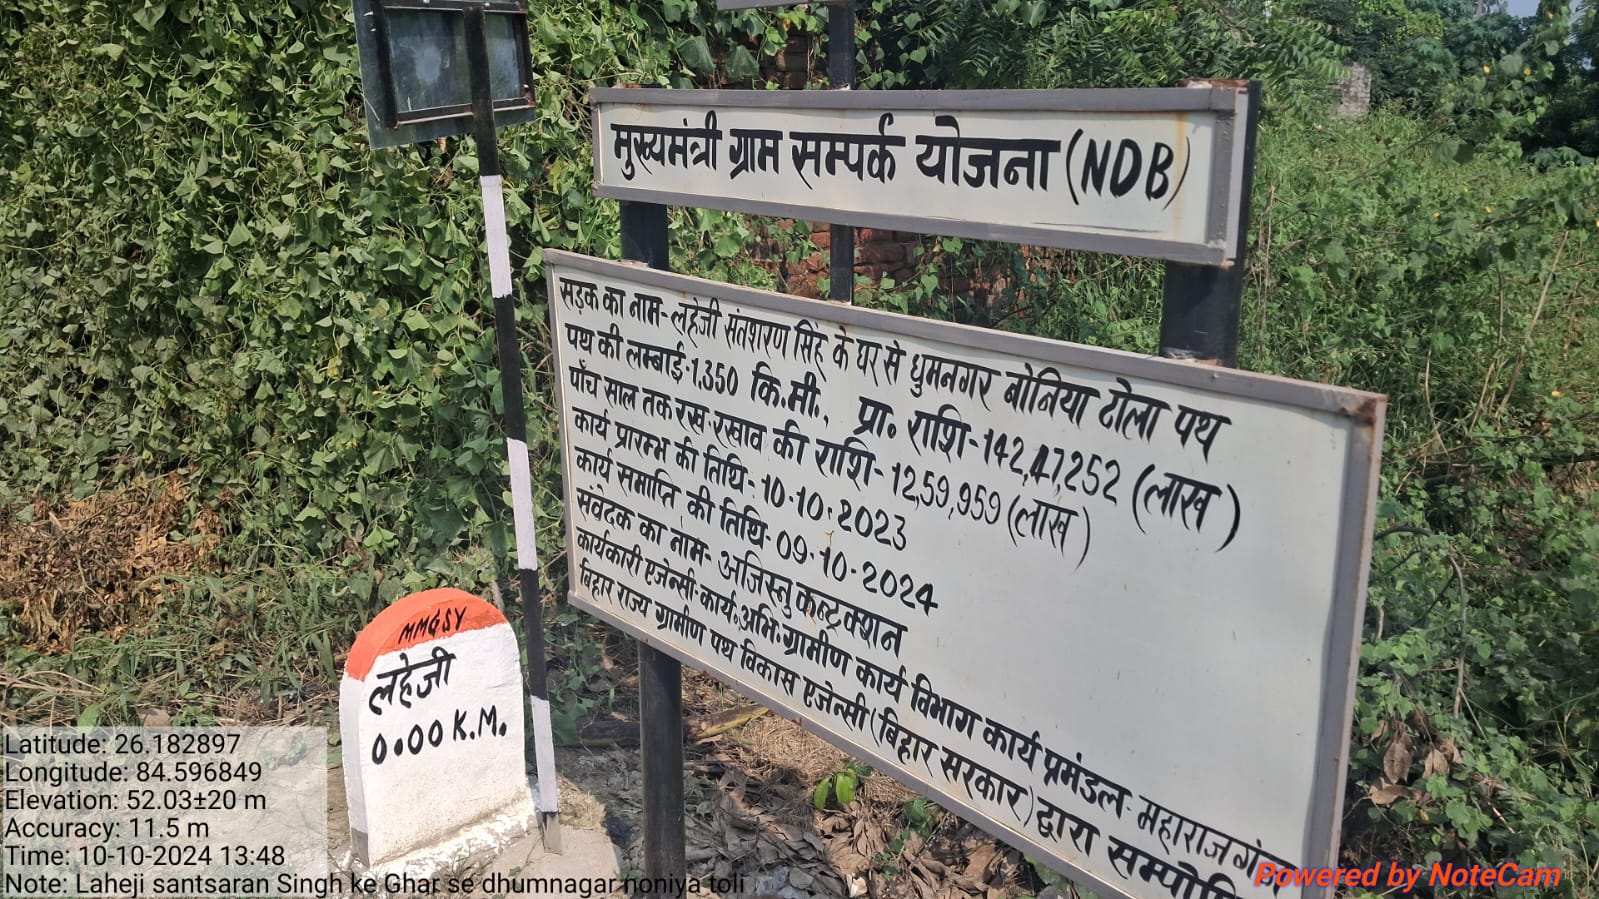 मुख्यमंत्री ग्राम सम्पर्क योजना (NDB)
सड़क का नाम- लहेजी संतशरण सिंह के घर से धुमनगर नोनिया टोला पथ
पथ की लम्बाई- 1.350 कि.मी., प्रा० राशि- 142,47,252 (लाख)
पाँच साल तक रख-रखाव की राशि- 12,59,959 (लाख)
कार्य प्रारम्भ की तिथि- 10.10.2023
कार्य समाप्ति की तिथि- 09.10.2024
संवेदक का नाम- अजिस्नु कन्ट्रक्शन
कार्यकारी एजेन्सी-कार्य. अभि. ग्रामीण कार्य विभाग कार्य प्रमंडल- महाराजगंज
बिहार राज्य ग्रामीण पथ विकास एजेन्सी (बिहार सरकार) द्वारा
MMGSY
लहेजी
0.00 K.M.
Latitude: 26.182897
Longitude: 84.596849
Elevation: 52.03±20 m
Accuracy: 11.5 m
Time: 10-10-2024 13:48
Note: Laheji santsaran Singh ke Ghar se dhumnagar noniya toli
Powered by NoteCam